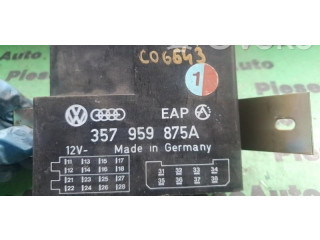 CO6643
1
EAP
357 959 875A
12V- Made in Germany
11 13 15 17
12 14 16 18
21 23 25 27
22 24 26 28
31 32 33 34
35 36 37 38